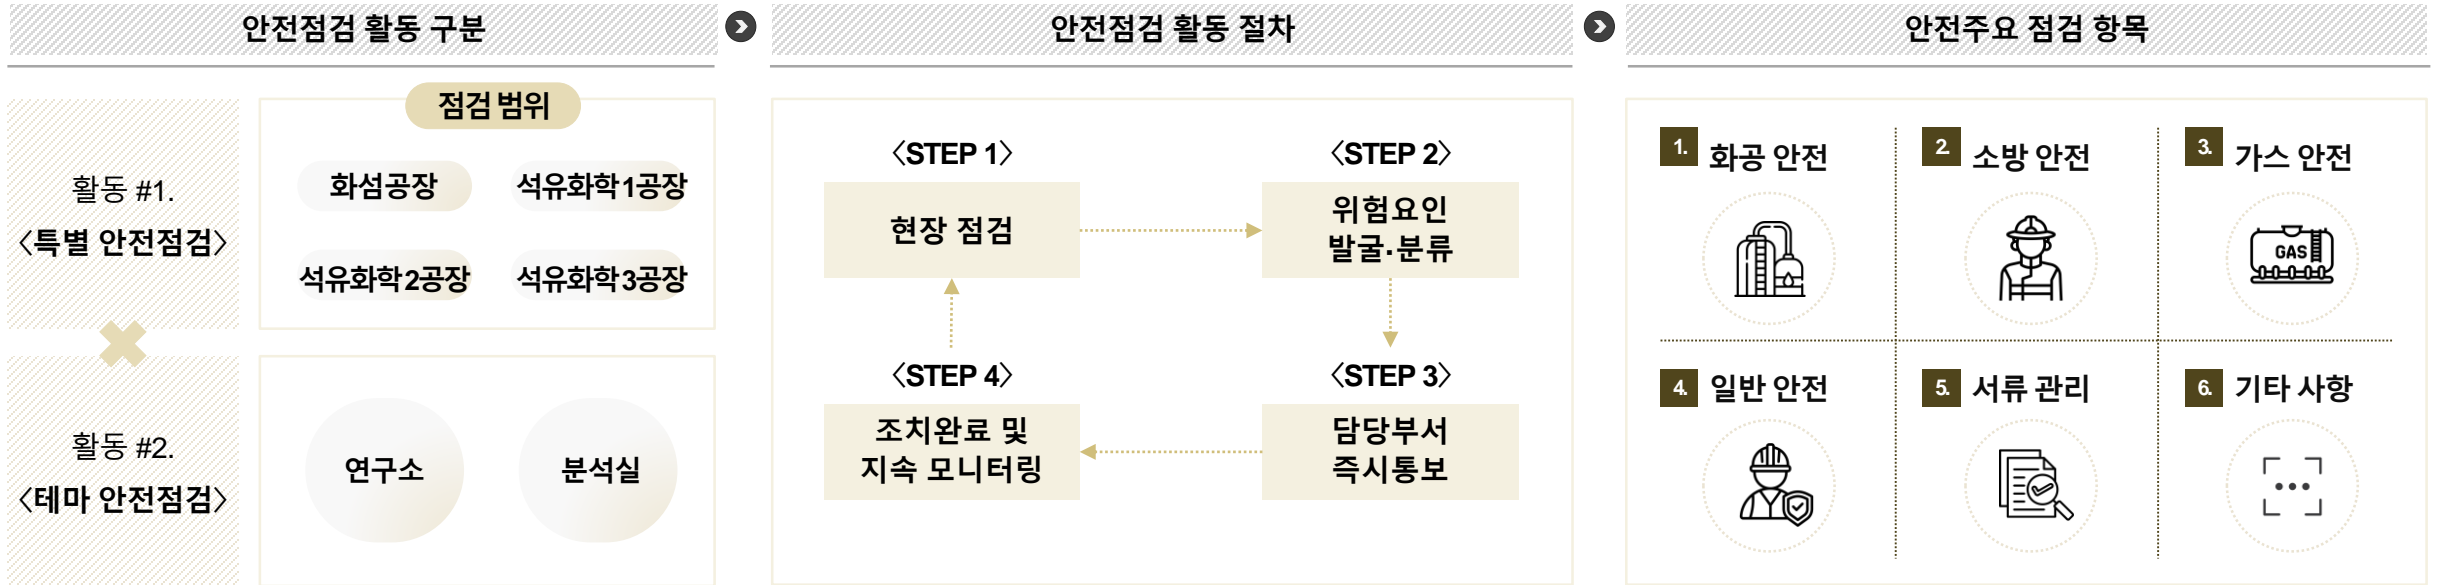 안전점검 활동 구분
점검 범위
활동 #1.
〈특별 안전점검〉
화섬공장
석유화학1공장
석유화학2공장
석유화학3공장
활동 #2.
〈테마 안전점검〉
연구소
분석실
안전점검 활동 절차
〈STEP 1〉
현장 점검
〈STEP 2〉
위험요인
발굴·분류
〈STEP 3〉
담당부서
즉시통보
〈STEP 4〉
조치완료 및
지속 모니터링
안전주요 점검 항목
1. 화공 안전
2. 소방 안전
3. 가스 안전
GAS
4. 일반 안전
5. 서류 관리
6. 기타 사항